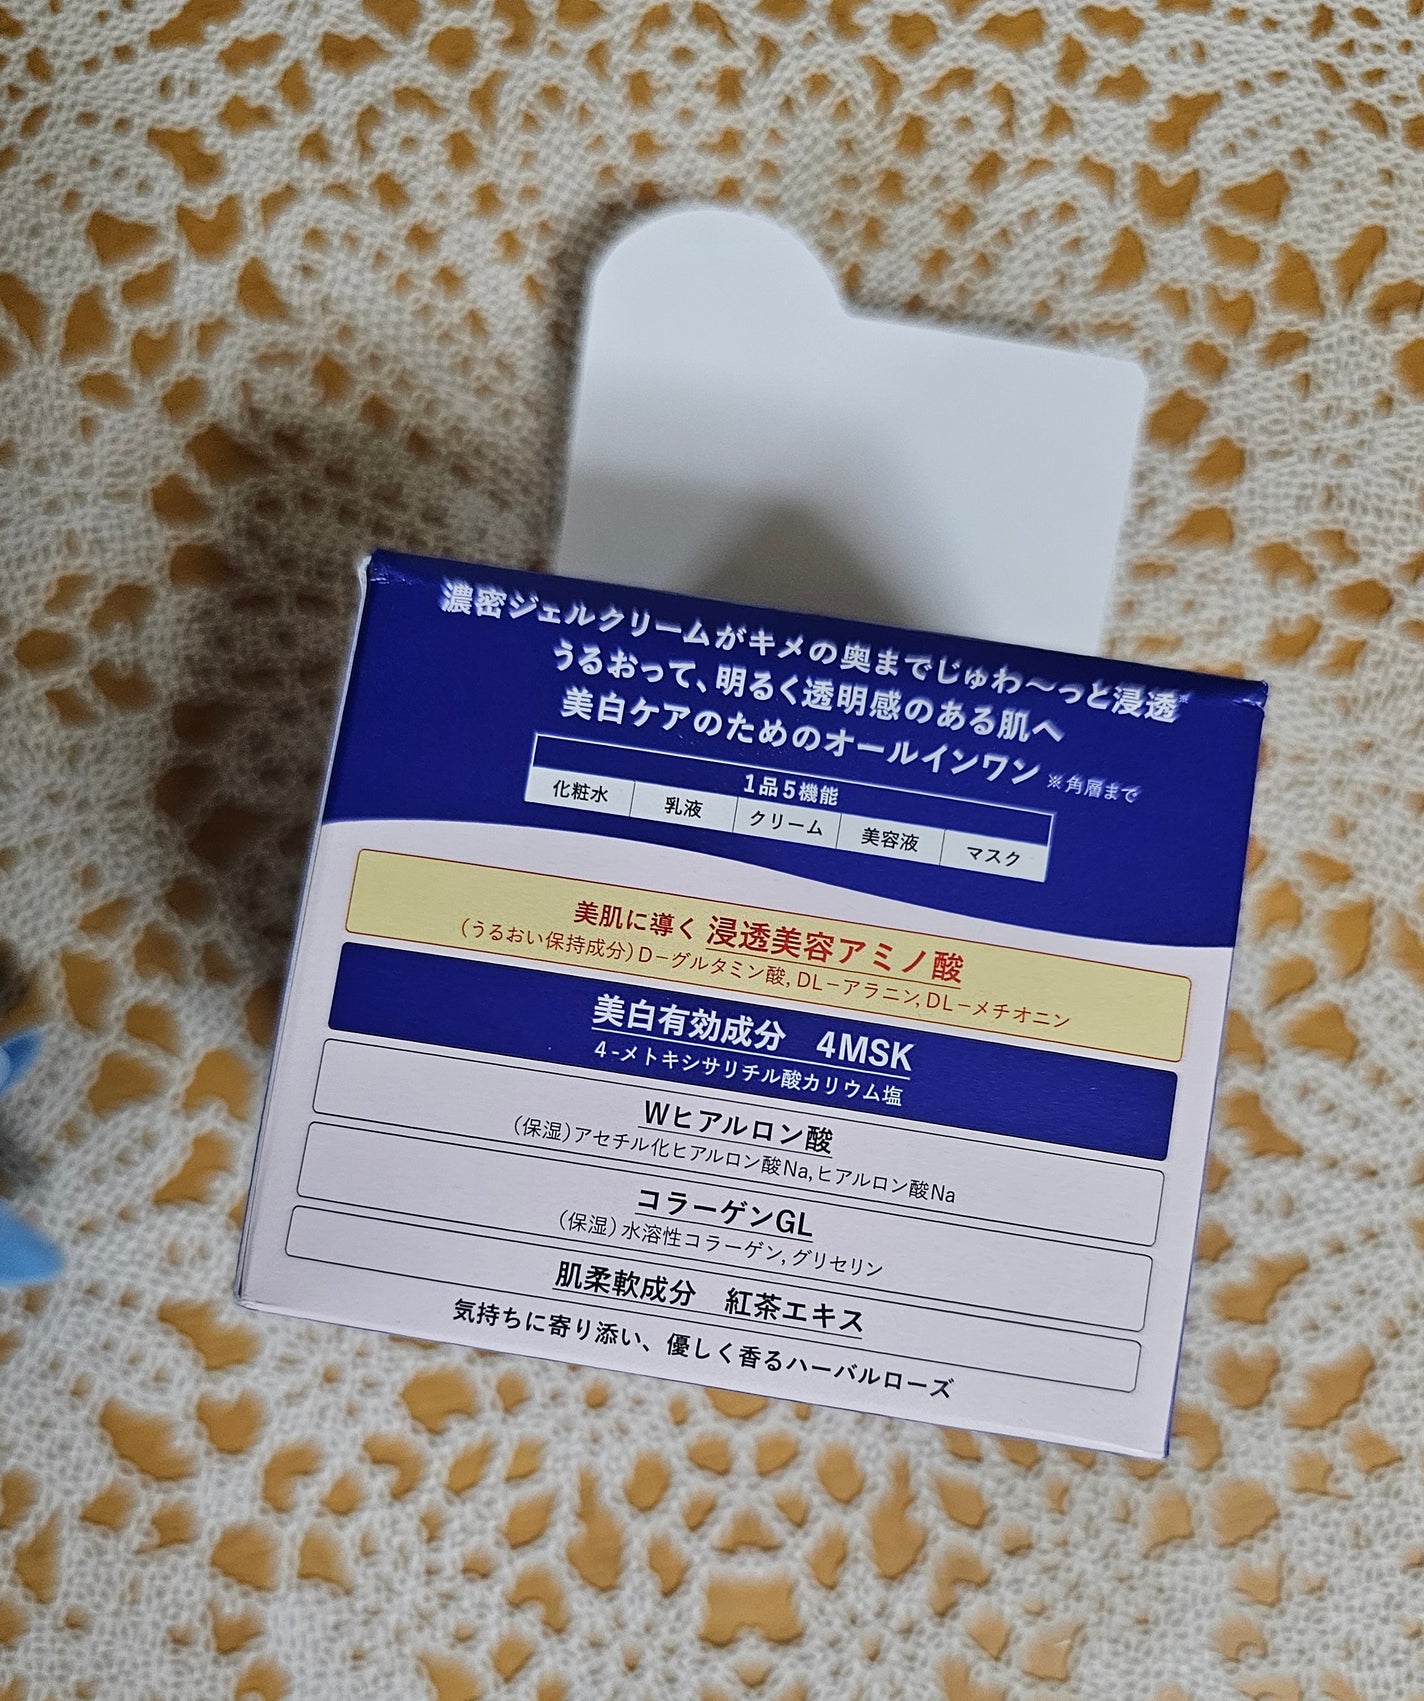 濃密ジェルクリームがキメの奥までじゅわ〜っと浸透※
うるおって、明るく透明感のある肌へ
美白ケアのためのオールインワン ※角層まで
1品5機能
化粧水 乳液 クリーム 美容液 マスク
美肌に導く 浸透美容アミノ酸
(うるおい保持成分)D-グルタミン酸, DL-アラニン, DL-メチオニン
美白有効成分 4MSK
4-メトキシサリチル酸カリウム塩
Wヒアルロン酸
(保湿)アセチル化ヒアルロン酸Na, ヒアルロン酸Na
コラーゲンGL
(保湿)水溶性コラーゲン, グリセリン
肌柔軟成分 紅茶エキス
気持ちに寄り添い、優しく香るハーバルローズ